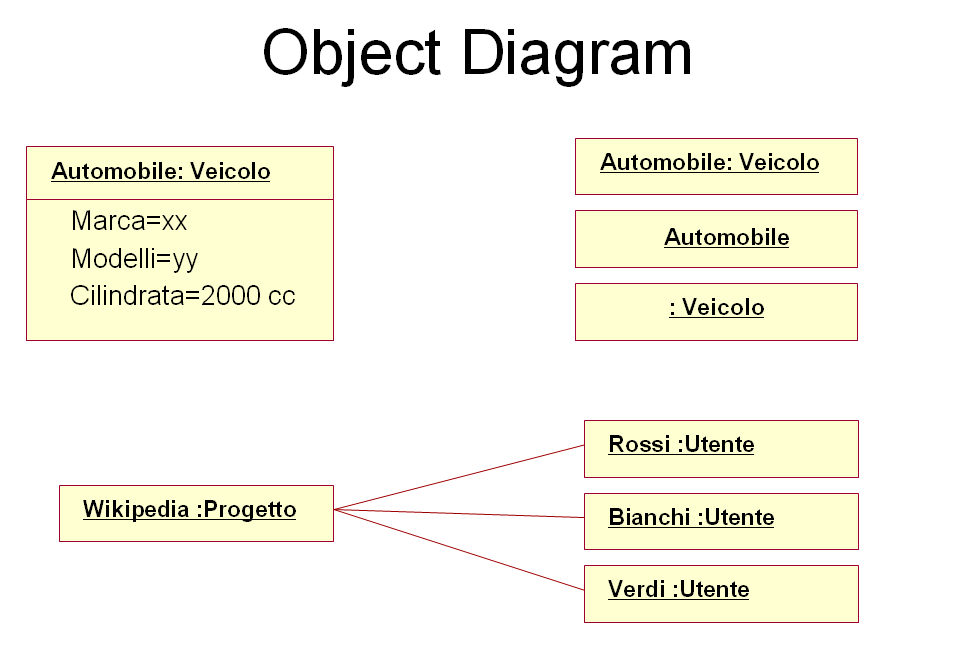 Object Diagram
Automobile: Veicolo
Marca=xx
Modelli=yy
Cilindrata=2000 cc
Automobile: Veicolo
Automobile
: Veicolo
Wikipedia :Progetto
Rossi :Utente
Bianchi :Utente
Verdi :Utente